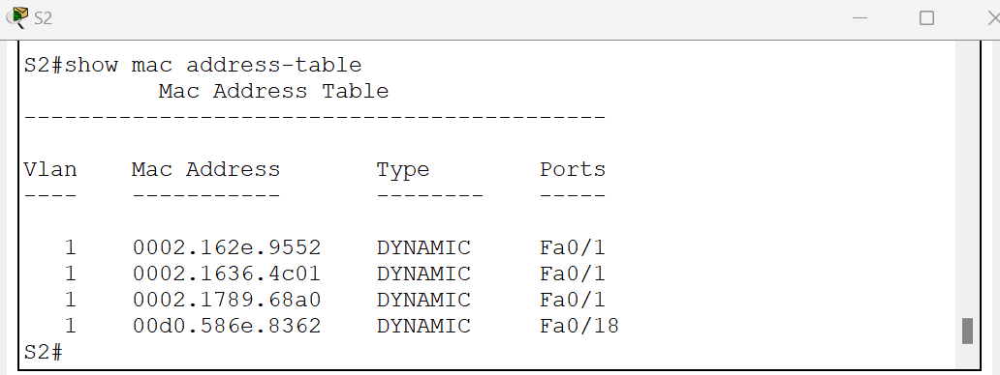 S2
S2#show mac address-table
          Mac Address Table
-------------------------------------------
Vlan    Mac Address       Type        Ports
----    -----------       --------    -----
   1    0002.162e.9552    DYNAMIC     Fa0/1
   1    0002.1636.4c01    DYNAMIC     Fa0/1
   1    0002.1789.68a0    DYNAMIC     Fa0/1
   1    00d0.586e.8362    DYNAMIC     Fa0/18
S2#